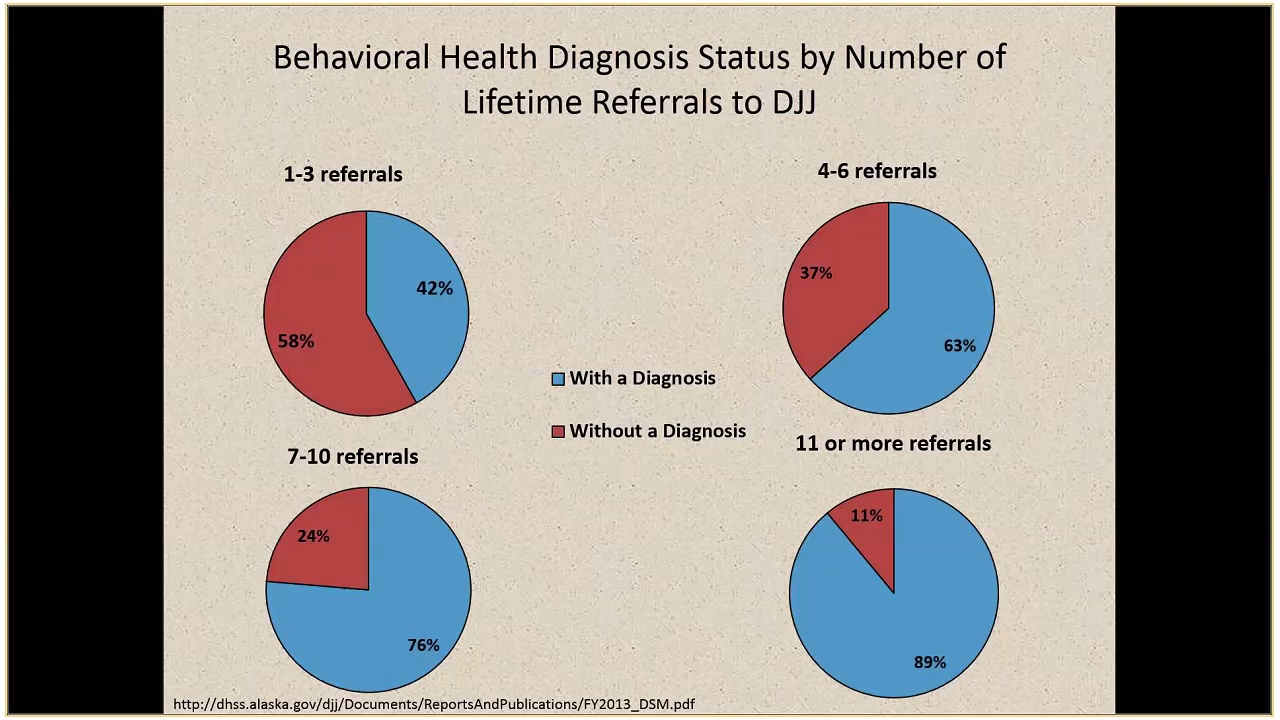 Behavioral Health Diagnosis Status by Number of
Lifetime Referrals to DJJ
1-3 referrals
42%
58%
4-6 referrals
37%
63%
With a Diagnosis
Without a Diagnosis
7-10 referrals
24%
76%
11 or more referrals
11%
89%
http://dhss.alaska.gov/djj/Documents/ReportsAndPublications/FY2013_DSM.pdf